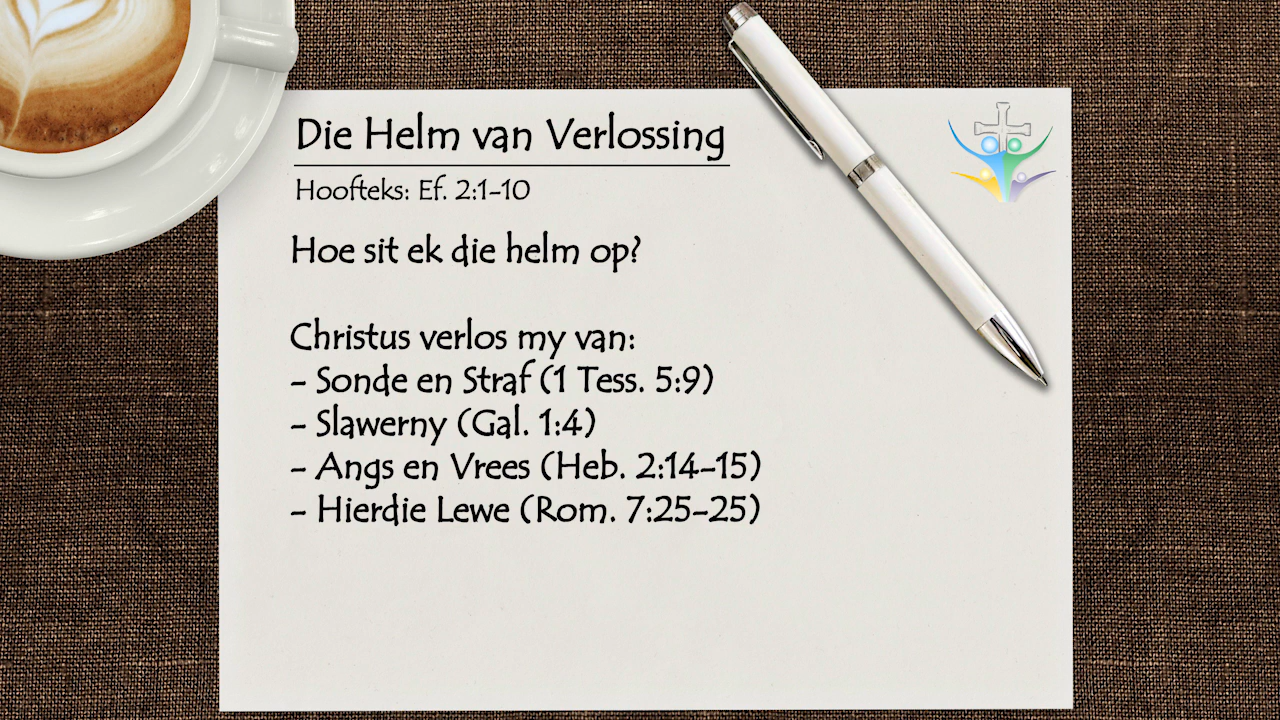 Die Helm van Verlossing
Hoofteks: Ef. 2:1-10
Hoe sit ek die helm op?
Christus verlos my van:
- Sonde en Straf (1 Tess. 5:9)
- Slawerny (Gal. 1:4)
- Angs en Vrees (Heb. 2:14-15)
- Hierdie Lewe (Rom. 7:25-25)